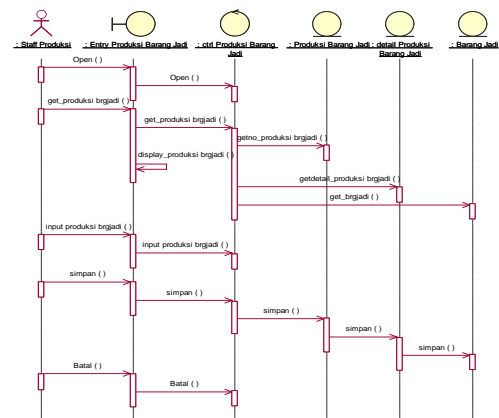 : Staff Produksi
: Entry Produksi Barang Jadi
: ctrl Produksi Barang
Jadi
: Produksi Barang Jadi
: detail Produksi
Barang Jadi
: Barang Jadi
Open ( )
Open ( )
get_produksi brgjadi ( )
get_produksi brgjadi ( )
getno_produksi brgjadi ( )
display_produksi brgjadi ( )
getdetail_produksi brgjadi ( )
get_brgjadi ( )
input produksi brgjadi ( )
input produksi brgjadi ( )
simpan ( )
simpan ( )
simpan ( )
simpan ( )
simpan ( )
Batal ( )
Batal ( )